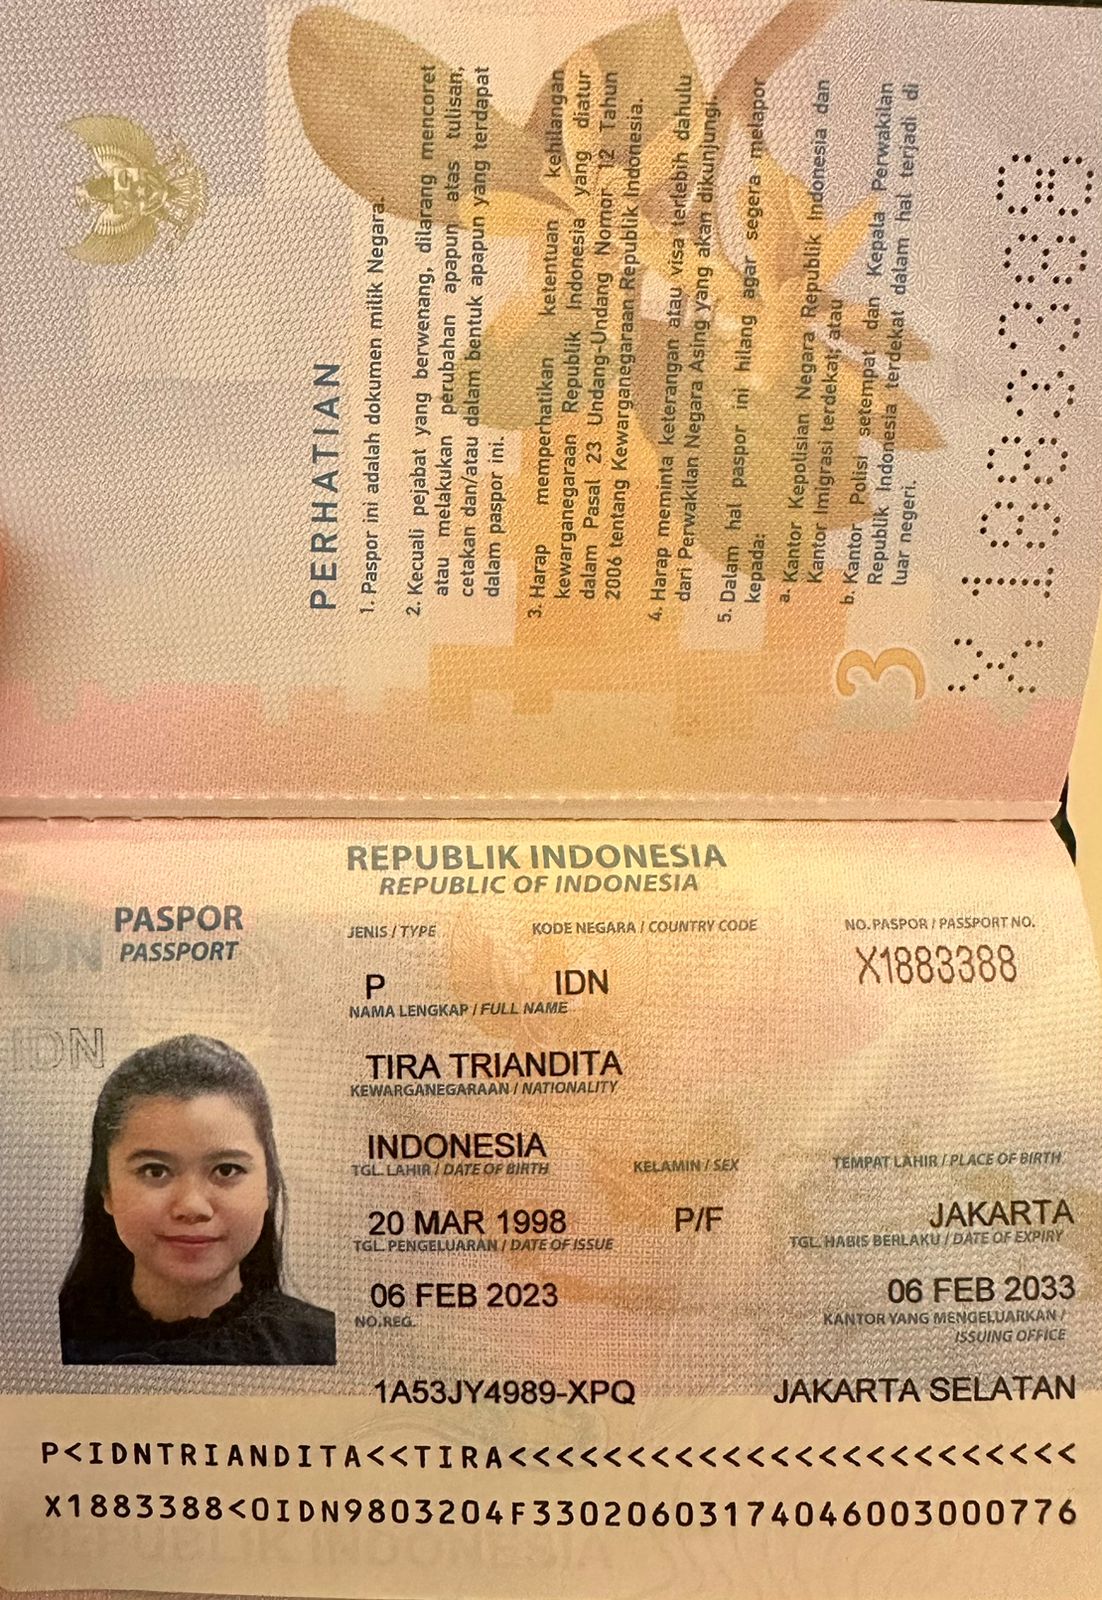 PERHATIAN
1. Paspor ini adalah dokumen milik Negara.
2. Kecuali pejabat yang berwenang, dilarang mencoret
atau melakukan perubahan apapun atas tulisan,
cetakan dan/atau dalam bentuk apapun yang terdapat
dalam paspor ini.
3. Harap memperhatikan ketentuan kehilangan
kewarganegaraan Republik Indonesia yang diatur
dalam Pasal 23 Undang-Undang Nomor 12 Tahun
2006 tentang Kewarganegaraan Republik Indonesia.
4. Harap meminta keterangan atau visa terlebih dahulu
dari Perwakilan Negara Asing yang akan dikunjungi.
5. Dalam hal paspor ini hilang agar segera melapor
kepada:
a. Kantor Kepolisian Negara Republik Indonesia dan
Kantor Imigrasi terdekat; atau
b. Kantor Polisi setempat dan Kepala Perwakilan
Republik Indonesia terdekat dalam hal terjadi di
luar negeri.
3
X1883388
REPUBLIK INDONESIA
REPUBLIC OF INDONESIA
PASPOR
PASSPORT
JENIS / TYPE KODE NEGARA / COUNTRY CODE NO. PASPOR / PASSPORT NO.
P IDN X1883388
NAMA LENGKAP / FULL NAME
TIRA TRIANDITA
KEWARGANEGARAAN / NATIONALITY
INDONESIA
TGL. LAHIR / DATE OF BIRTH KELAMIN / SEX TEMPAT LAHIR / PLACE OF BIRTH
20 MAR 1998 P/F JAKARTA
TGL. PENGELUARAN / DATE OF ISSUE TGL. HABIS BERLAKU / DATE OF EXPIRY
06 FEB 2023 06 FEB 2033
NO. REG. KANTOR YANG MENGELUARKAN /
ISSUING OFFICE
1A53JY4989-XPQ JAKARTA SELATAN
IDN
IDN
P<IDNTRIANDITA<<TIRA<<<<<<<<<<<<<<<<<<<<<<<<
X1883388<0IDN9803204F33020603174046003000776